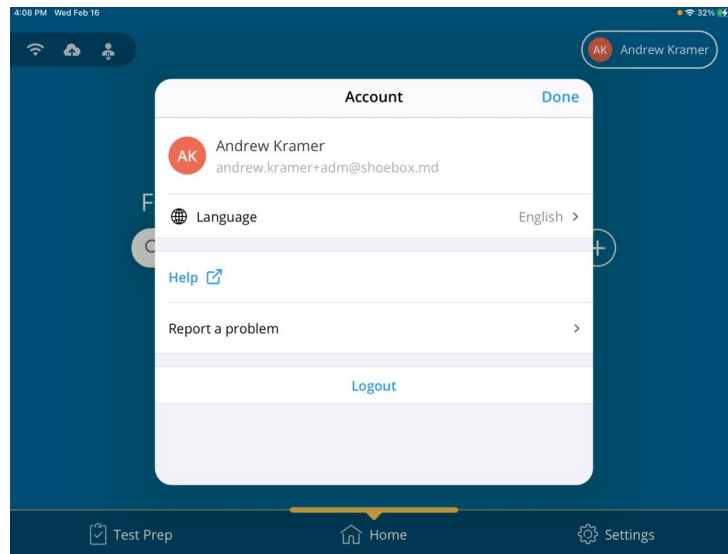 4:08 PM Wed Feb 16
32%
AK Andrew Kramer
Account
Done
AK
Andrew Kramer
andrew.kramer+adm@shoebox.md
F
Language
English
Help
Report a problem
Logout
Test Prep
Home
Settings